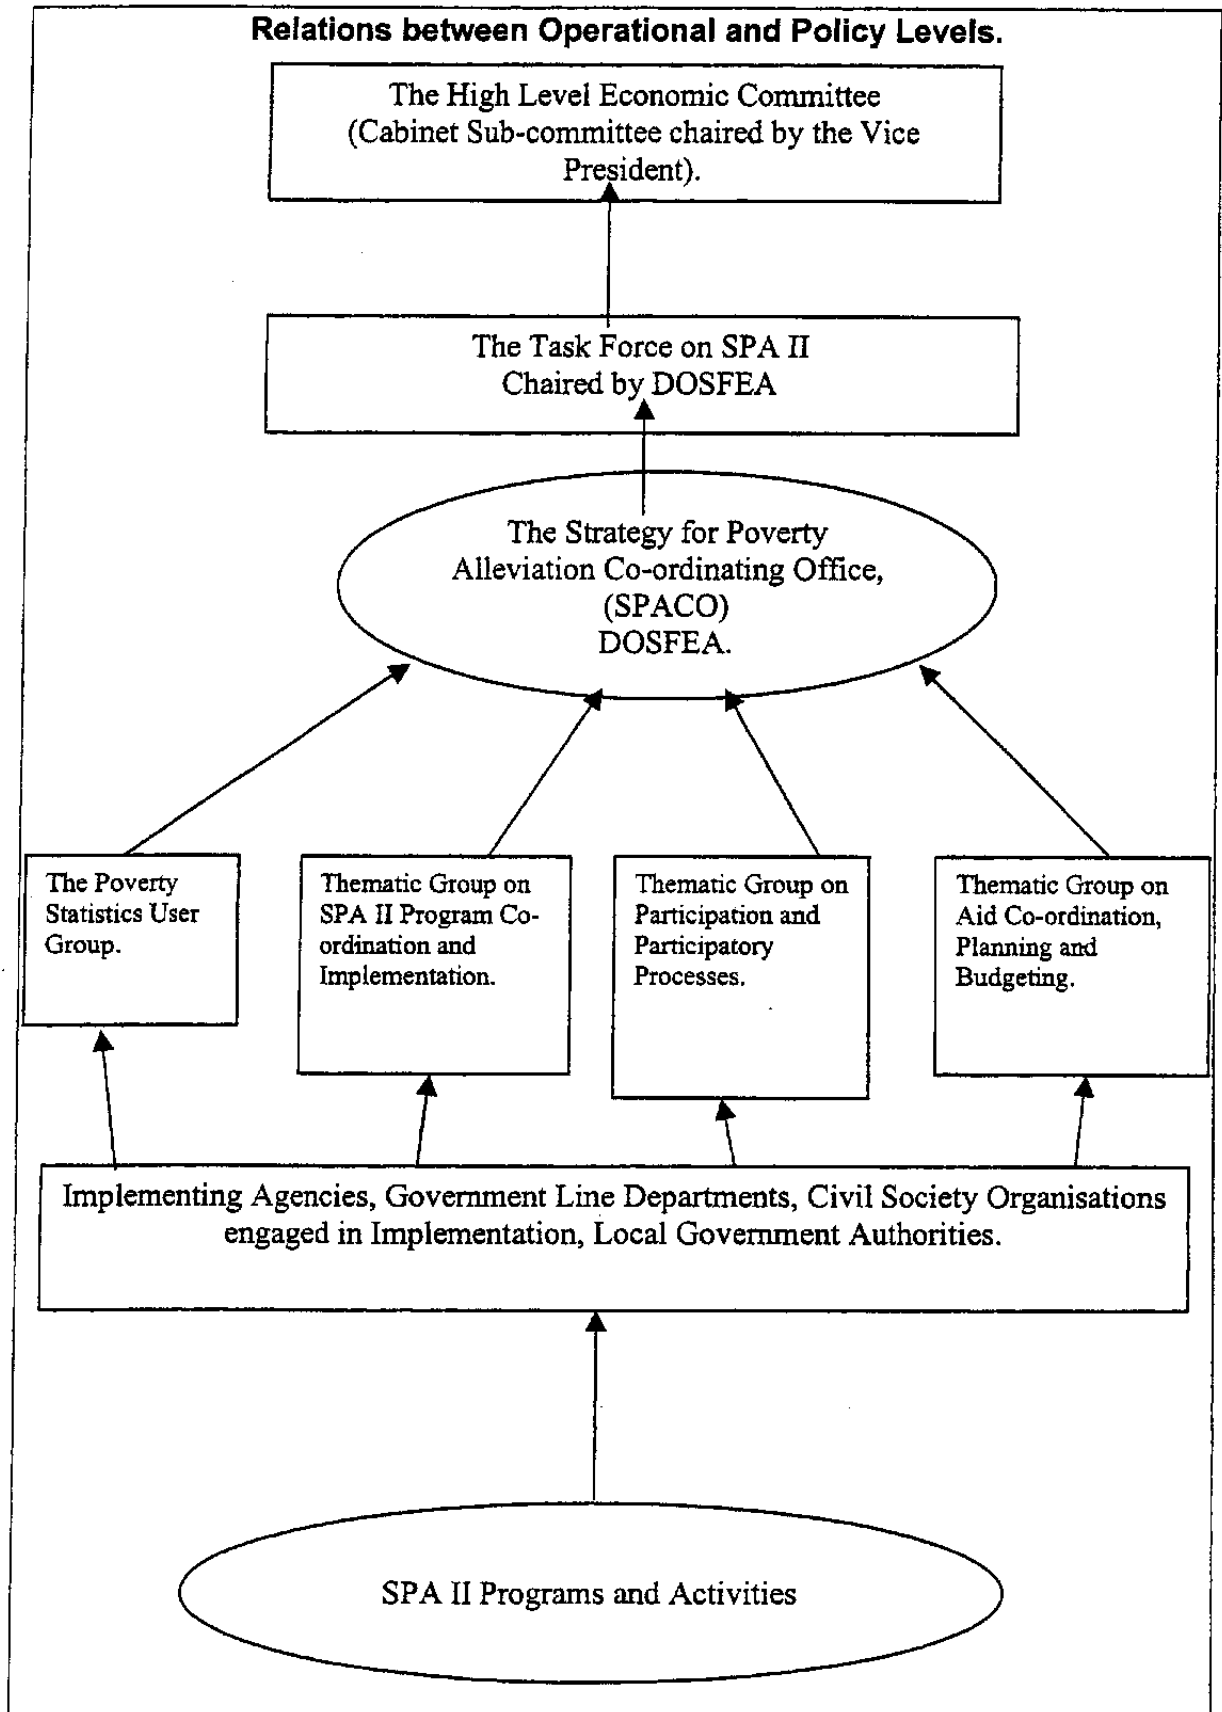 Relations between Operational and Policy Levels.
The High Level Economic Committee
(Cabinet Sub-committee chaired by the Vice
President).
The Task Force on SPA II
Chaired by DOSFEA
The Strategy for Poverty
Alleviation Co-ordinating Office,
(SPACO)
DOSFEA.
The Poverty
Statistics User
Group.
Thematic Group on
SPA II Program Co-
ordination and
Implementation.
Thematic Group on
Participation and
Participatory
Processes.
Thematic Group on
Aid Co-ordination,
Planning and
Budgeting.
Implementing Agencies, Government Line Departments, Civil Society Organisations
engaged in Implementation, Local Government Authorities.
SPA II Programs and Activities